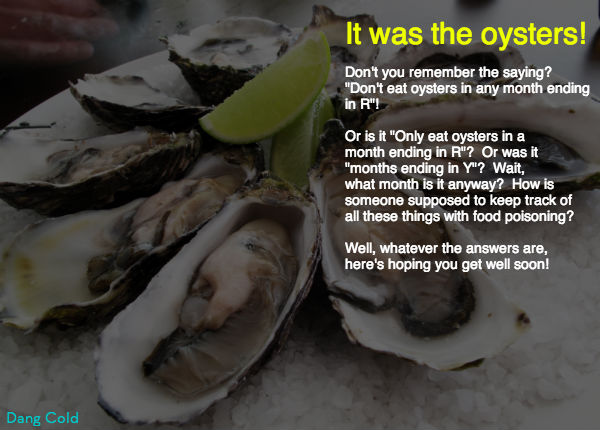 It was the oysters!
Don't you remember the saying?
"Don't eat oysters in any month ending
in R"!
Or is it "Only eat oysters in a
month ending in R"?  Or was it
"months ending in Y"?  Wait,
what month is it anyway?  How is
someone supposed to keep track of
all these things with food poisoning?
Well, whatever the answers are,
here's hoping you get well soon!
Dang Cold